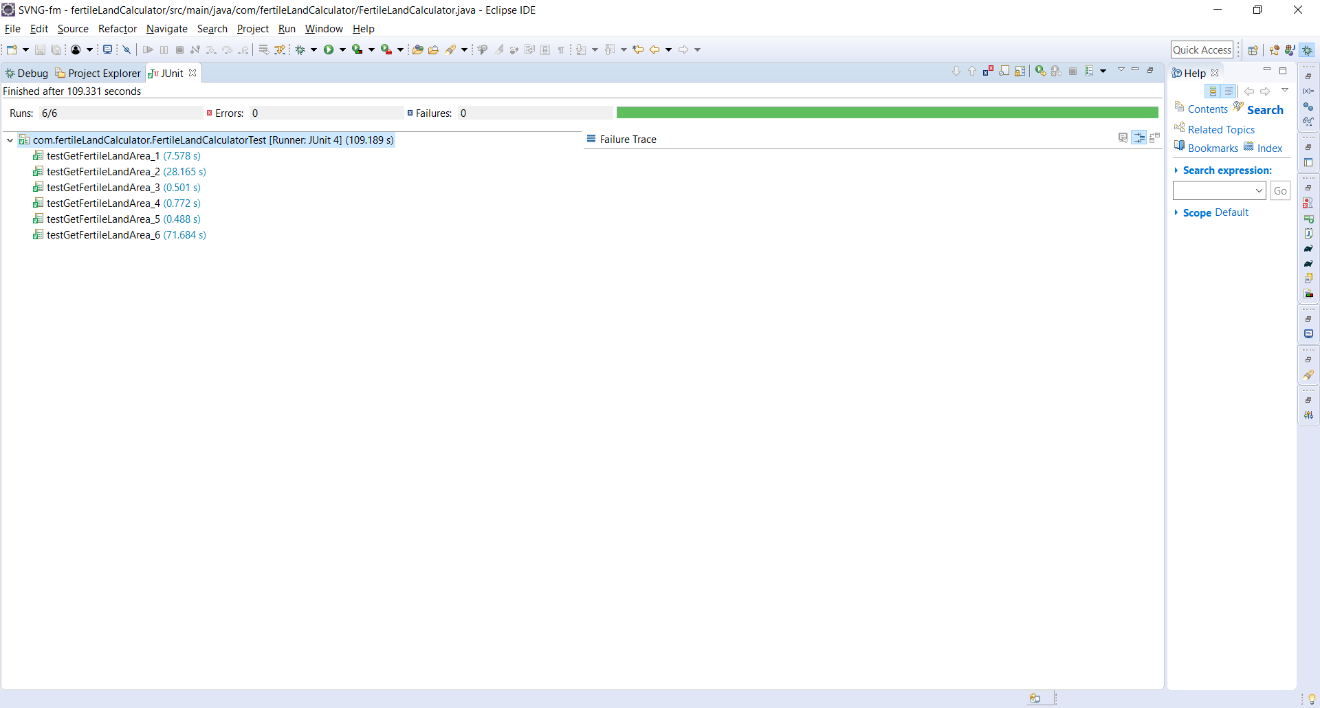 SVNG-fm - fertileLandCalculator/src/main/java/com/fertileLandCalculator/FertileLandCalculator.java - Eclipse IDE
File Edit Source Refactor Navigate Search Project Run Window Help
Quick Access
Debug Project Explorer JUnit
Help
Finished after 109.331 seconds
Contents Search
Runs: 6/6 Errors: 0 Failures: 0
Related Topics
com.fertileLandCalculator.FertileLandCalculatorTest [Runner: JUnit 4] (109.189 s)
Failure Trace
Bookmarks Index
testGetFertileLandArea_1 (7.578 s)
testGetFertileLandArea_2 (28.165 s)
Search expression:
testGetFertileLandArea_3 (0.501 s)
Go
testGetFertileLandArea_4 (0.772 s)
Scope Default
testGetFertileLandArea_5 (0.488 s)
testGetFertileLandArea_6 (71.684 s)